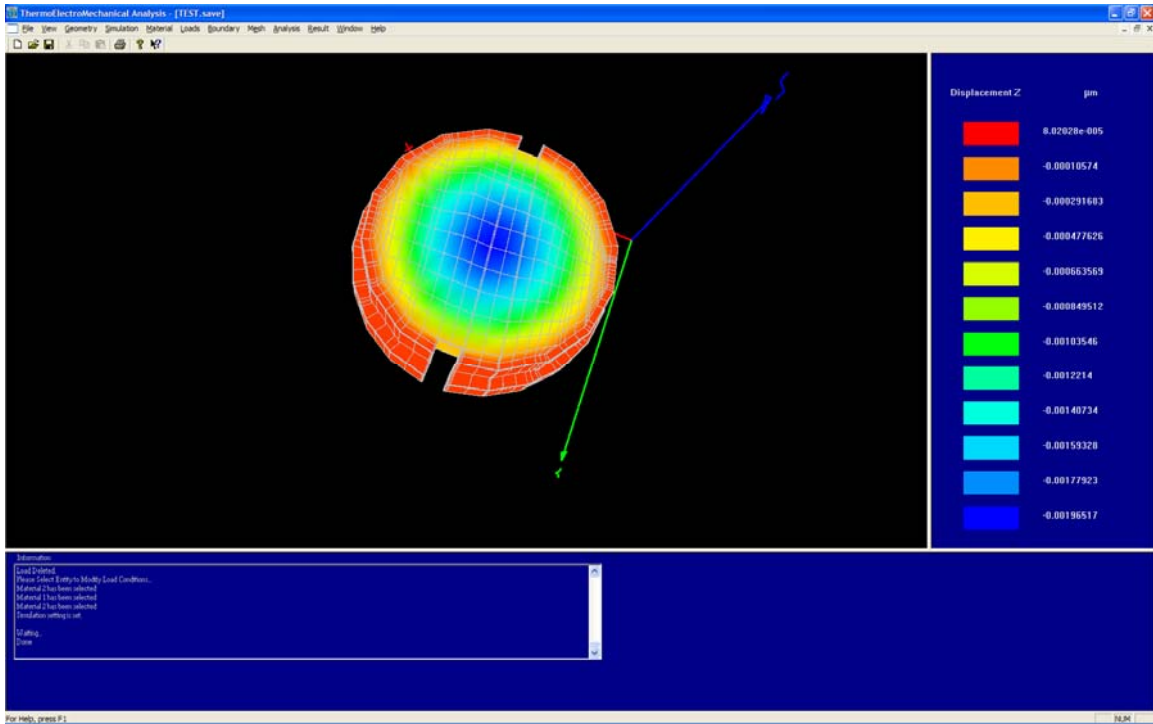 ThermoElectroMechanical Analysis - [TEST.save]
File View Geometry Simulation Material Loads Boundary Mesh Analysis Result Window Help
Displacement Z µm
8.02028e-005
-0.00010574
-0.000291683
-0.000477626
-0.000663569
-0.000849512
-0.00103546
-0.0012214
-0.00140734
-0.00159328
-0.00177923
-0.00196517
Y
Information
Load Deleted.
Please Select Entity to Modify Load Conditions...
Material 2 has been selected
Material 1 has been selected
Material 2 has been selected
Simulation setting is set.
Waiting..
Done
For Help, press F1
NUM